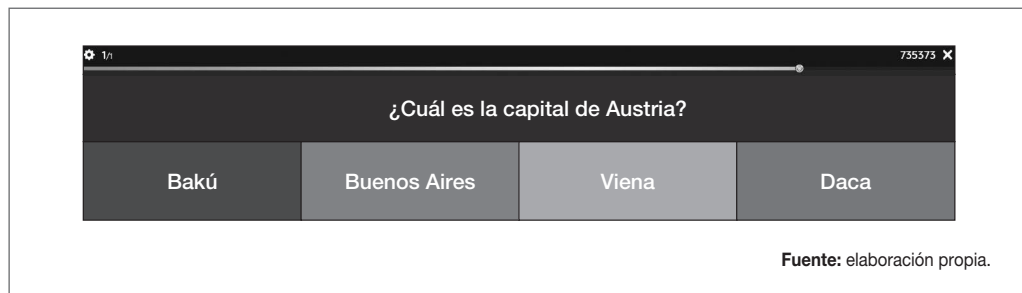 1/1 735373 X
¿Cuál es la capital de Austria?
Bakú Buenos Aires Viena Daca
Fuente: elaboración propia.